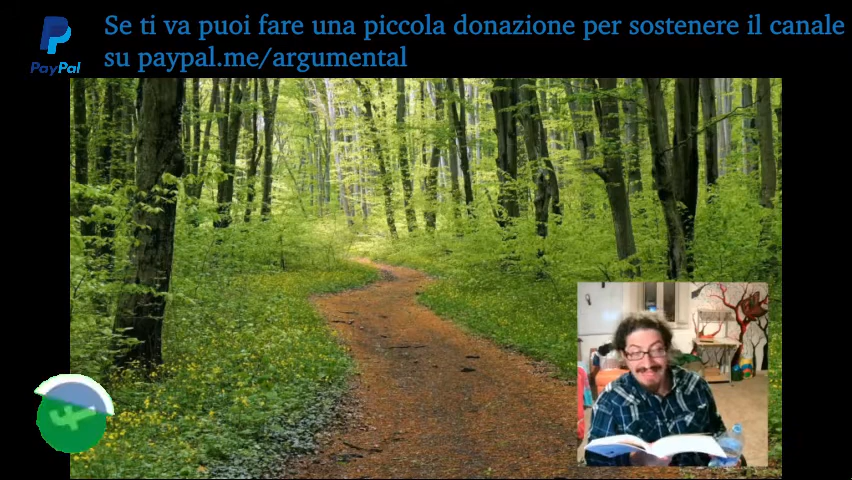 Se ti va puoi fare una piccola donazione per sostenere il canale
su paypal.me/argumental
PayPal